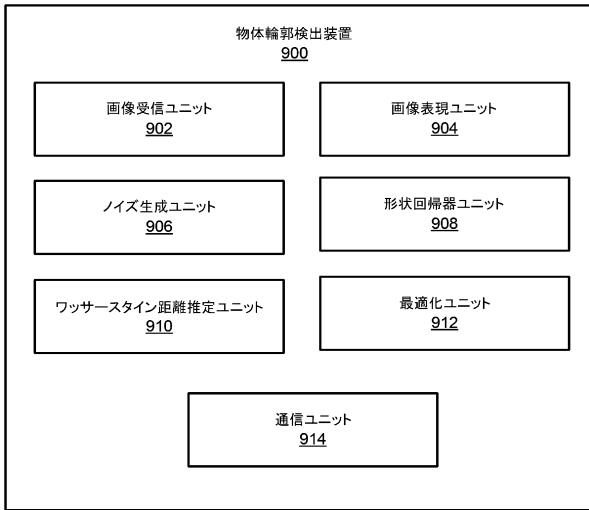 物体輪郭検出装置
900
画像受信ユニット
902
画像表現ユニット
904
ノイズ生成ユニット
906
形状回帰器ユニット
908
ワッサースタイン距離推定ユニット
910
最適化ユニット
912
通信ユニット
914